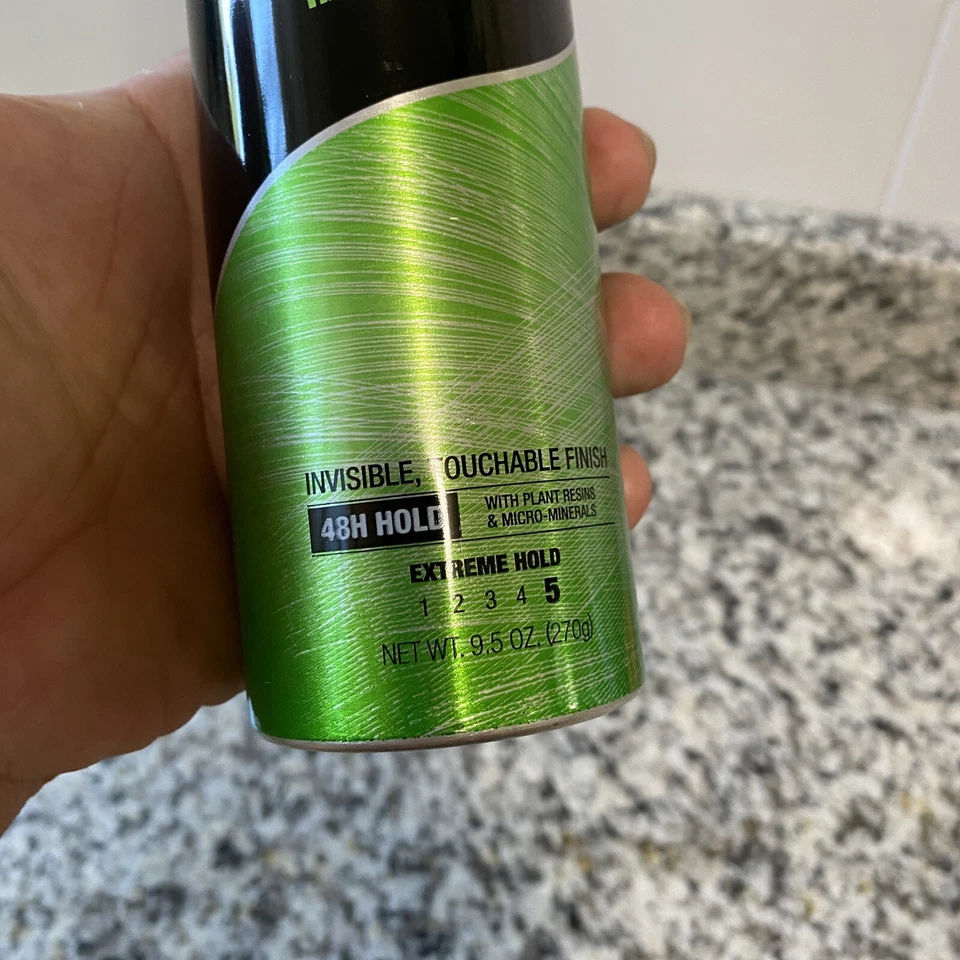 INVISIBLE, TOUCHABLE FINISH
48H HOLD
WITH PLANT RESINS
& MICRO-MINERALS
EXTREME HOLD
1 2 3 4 5
NET WT. 9.5 OZ. (270g)